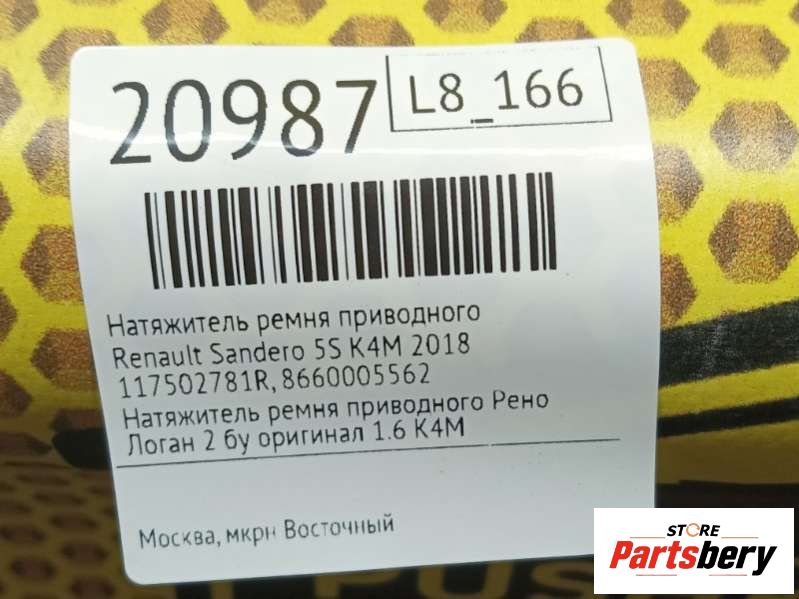 20987
L8_166
Натяжитель ремня приводного
Renault Sandero 5S K4M 2018
117502781R, 8660005562
Натяжитель ремня приводного Рено
Логан 2 бу оригинал 1.6 K4M
Москва, мкрн Восточный
STORE
Partsbery